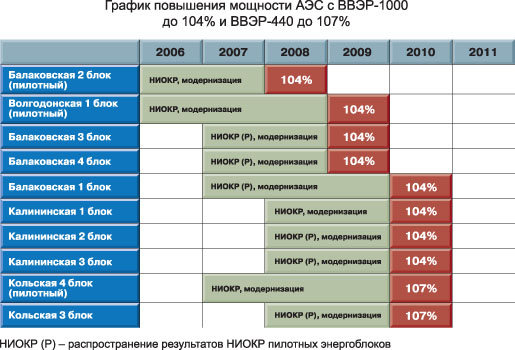 График повышения мощности АЭС с ВВЭР-1000
до 104% и ВВЭР-440 до 107%
2006 2007 2008 2009 2010 2011
Балаковская 2 блок
(пилотный)
НИОКР, модернизация 104%
Волгодонская 1 блок
(пилотный)
НИОКР, модернизация 104%
Балаковская 3 блок НИОКР (Р), модернизация 104%
Балаковская 4 блок НИОКР (Р), модернизация 104%
Балаковская 1 блок НИОКР (Р), модернизация 104%
Калининская 1 блок НИОКР, модернизация 104%
Калининская 2 блок НИОКР (Р), модернизация 104%
Калининская 3 блок НИОКР (Р), модернизация 104%
Кольская 4 блок
(пилотный)
НИОКР, модернизация 107%
Кольская 3 блок НИОКР (Р), модернизация 107%
НИОКР (Р) – распространение результатов НИОКР пилотных энергоблоков